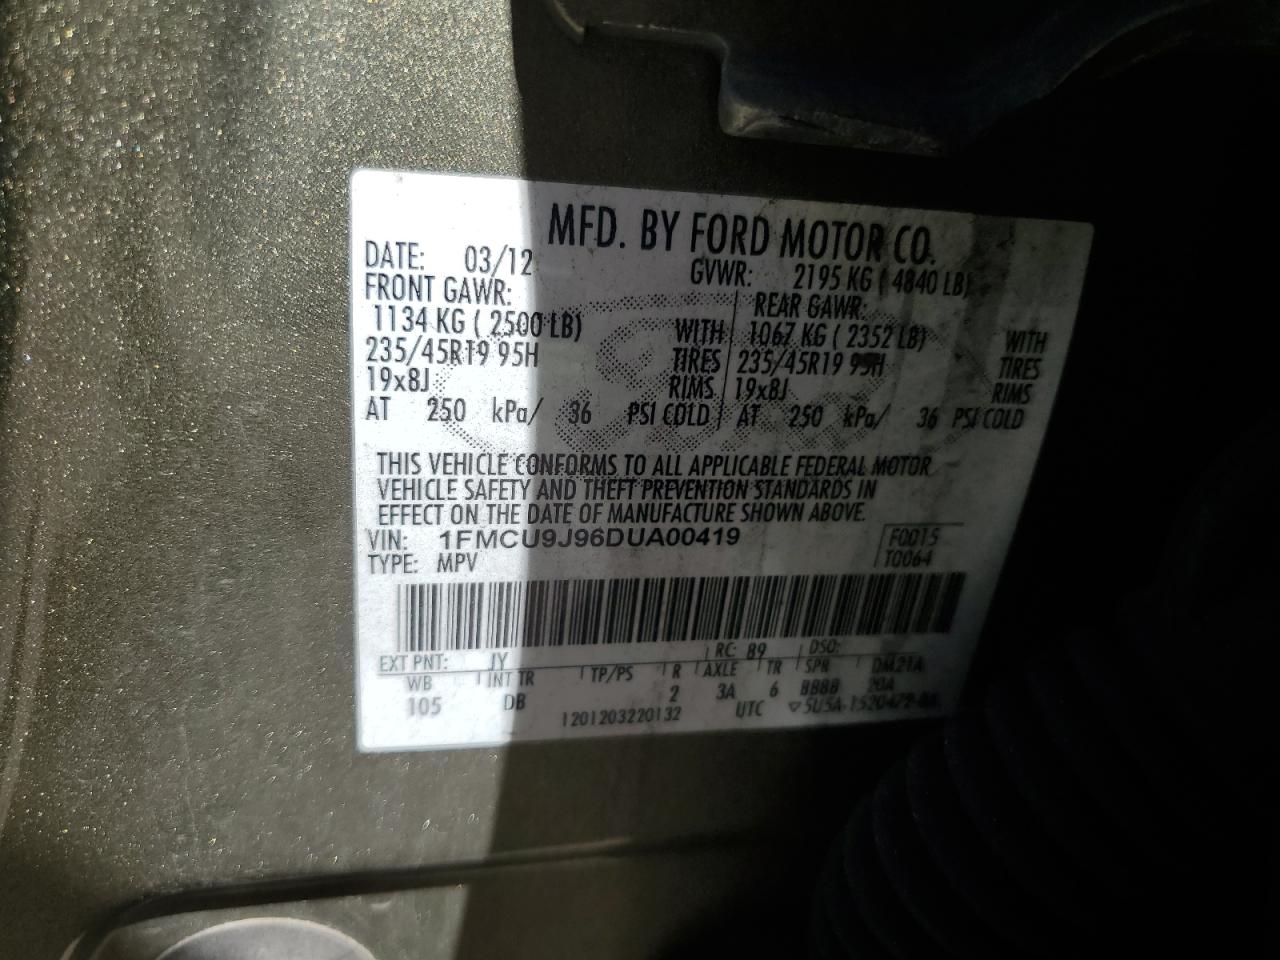 MFD. BY FORD MOTOR CO.
DATE: 03/12 GVWR: 2195 KG ( 4840 LB)
FRONT GAWR: REAR GAWR:
1134 KG ( 2500 LB) WITH 1067 KG ( 2352 LB) WITH
235/45R19 95H TIRES 235/45R19 95H TIRES
19x8J RIMS 19x8J RIMS
AT 250 kPa/ 36 PSI COLD AT 250 kPa/ 36 PSI COLD
THIS VEHICLE CONFORMS TO ALL APPLICABLE FEDERAL MOTOR
VEHICLE SAFETY AND THEFT PREVENTION STANDARDS IN
EFFECT ON THE DATE OF MANUFACTURE SHOWN ABOVE.
VIN: 1FMCU9J96DUA00419 F0015
TYPE: MPV T0064
EXT PNT: JY RC: B9 DSO:
WB INT TR TP/PS R AXLE TR SPR DM21A
105 DB 2 3A 6 BBBB 20A
1201203220132 UTC